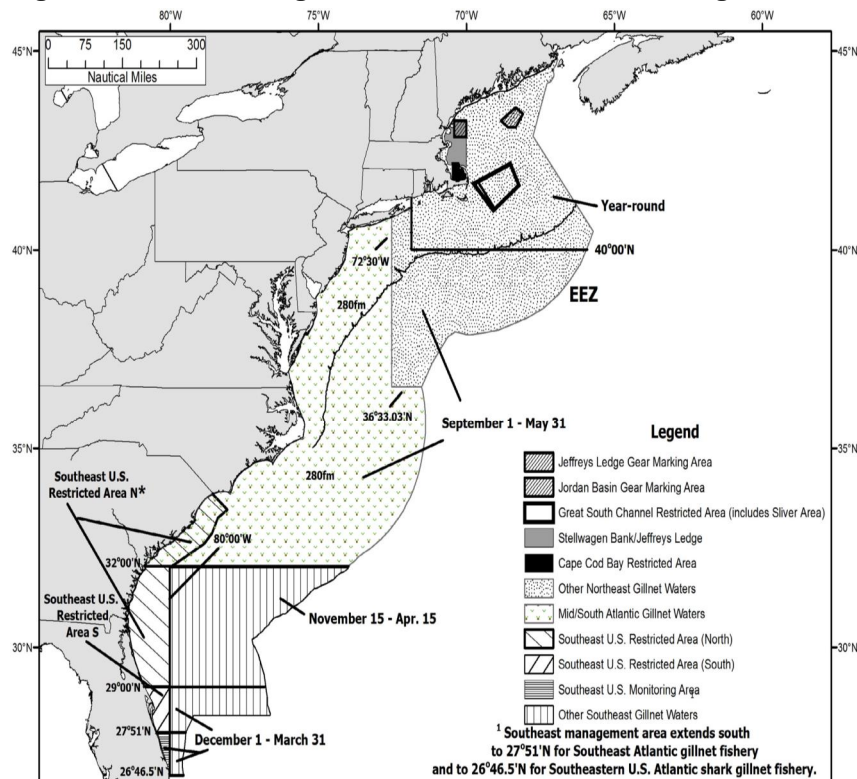 80°W
75°W
70°W
65°W
60°W
0 75 150 300
Nautical Miles
45°N
45°N
Year-round
40°N
40°00'N
40°N
72°30'W
EEZ
280fm
36°33.03'N
September 1 - May 31
35°N
35°N
280fm
Southeast U.S.
Restricted Area N*
80°00'W
32°00'N
Southeast U.S.
Restricted
Area S
November 15 - Apr. 15
30°N
30°N
29°00'N
27°51'N
December 1 - March 31
26°46.5'N
Legend
Jeffreys Ledge Gear Marking Area
Jordan Basin Gear Marking Area
Great South Channel Restricted Area (includes Sliver Area)
Stellwagen Bank/Jeffreys Ledge
Cape Cod Bay Restricted Area
Other Northeast Gillnet Waters
Mid/South Atlantic Gillnet Waters
Southeast U.S. Restricted Area (North)
Southeast U.S. Restricted Area (South)
Southeast U.S. Monitoring Area
1
Other Southeast Gillnet Waters
1 Southeast management area extends south
to 27°51'N for Southeast Atlantic gillnet fishery
and to 26°46.5'N for Southeastern U.S. Atlantic shark gillnet fishery.